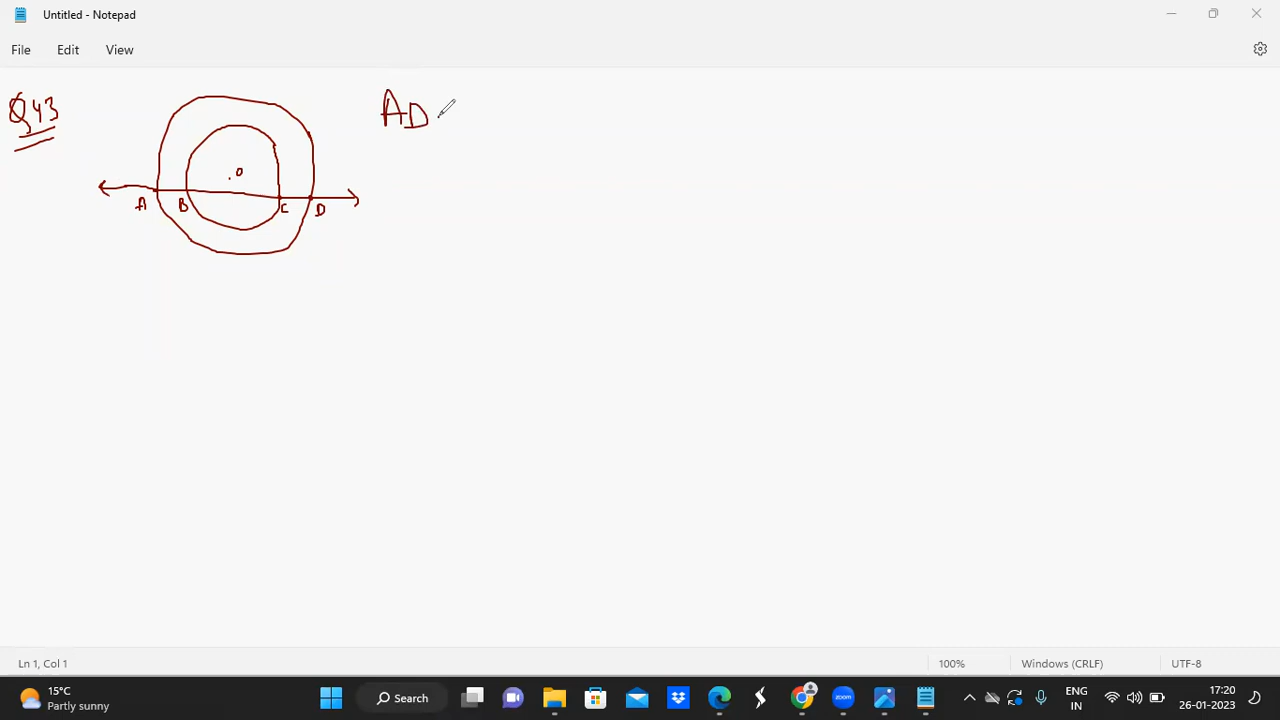 Untitled - Notepad
File Edit View
Q43
AD
O
A B C D
Ln 1, Col 1 100% Windows (CRLF) UTF-8
15°C
Partly sunny
Search
ENG
IN
17:20
26-01-2023